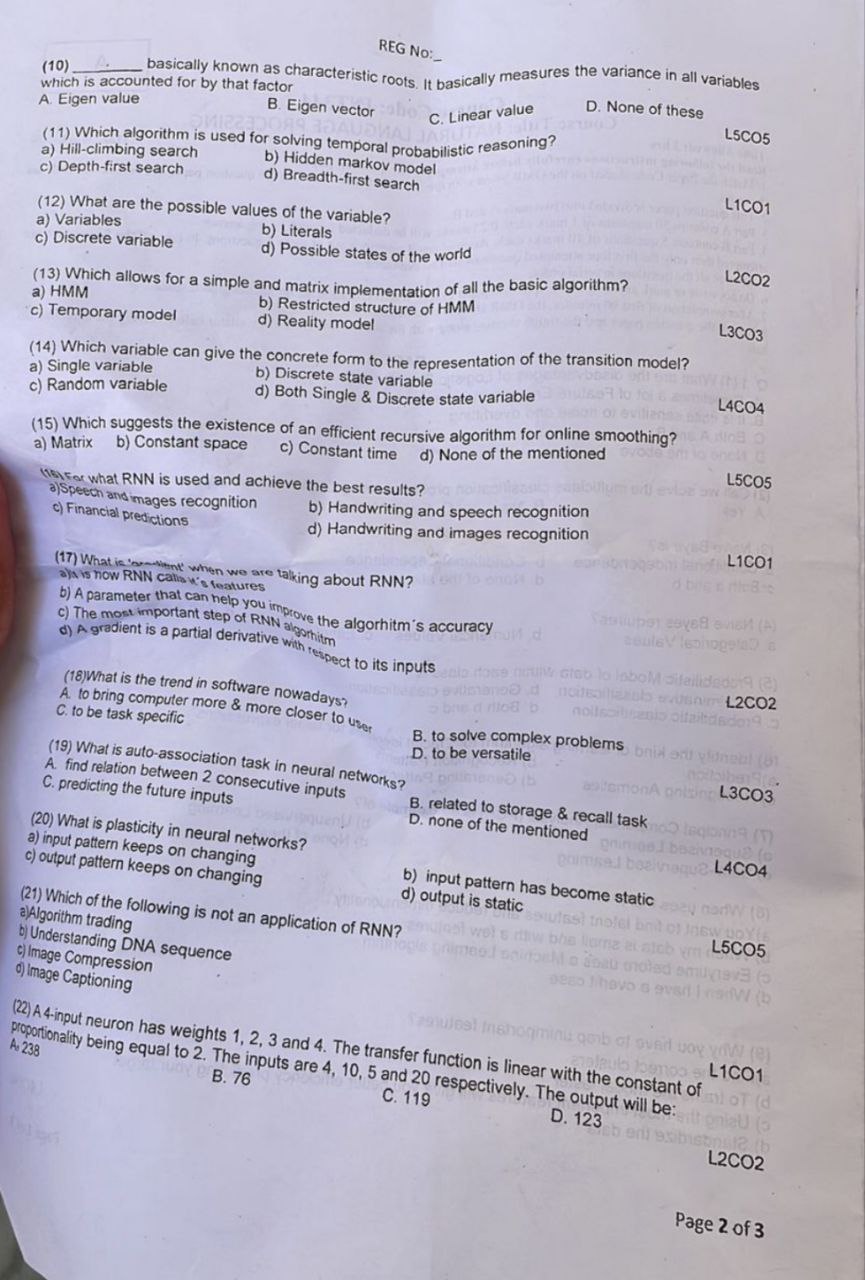 REG No:_
(10) ________ basically known as characteristic roots. It basically measures the variance in all variables
which is accounted for by that factor
A. Eigen value B. Eigen vector C. Linear value D. None of these
L5CO5
(11) Which algorithm is used for solving temporal probabilistic reasoning?
a) Hill-climbing search b) Hidden markov model
c) Depth-first search d) Breadth-first search
L1CO1
(12) What are the possible values of the variable?
a) Variables b) Literals
c) Discrete variable d) Possible states of the world
L2CO2
(13) Which allows for a simple and matrix implementation of all the basic algorithm?
a) HMM b) Restricted structure of HMM
c) Temporary model d) Reality model
L3CO3
(14) Which variable can give the concrete form to the representation of the transition model?
a) Single variable b) Discrete state variable
c) Random variable d) Both Single & Discrete state variable
L4CO4
(15) Which suggests the existence of an efficient recursive algorithm for online smoothing?
a) Matrix b) Constant space c) Constant time d) None of the mentioned
L5CO5
(16) For what RNN is used and achieve the best results?
a)Speech and images recognition b) Handwriting and speech recognition
c) Financial predictions d) Handwriting and images recognition
L1CO1
(17) What is 'gradient' when we are talking about RNN?
a)s is how RNN calls it's features
b) A parameter that can help you improve the algorhitm´s accuracy
c) The most important step of RNN algorhitm
d) A gradient is a partial derivative with respect to its inputs
L2CO2
(18)What is the trend in software nowadays?
A. to bring computer more & more closer to user B. to solve complex problems
C. to be task specific D. to be versatile
L3CO3
(19) What is auto-association task in neural networks?
A. find relation between 2 consecutive inputs B. related to storage & recall task
C. predicting the future inputs D. none of the mentioned
L4CO4
(20) What is plasticity in neural networks?
a) input pattern keeps on changing b) input pattern has become static
c) output pattern keeps on changing d) output is static
L5CO5
(21) Which of the following is not an application of RNN?
a)Algorithm trading
b) Understanding DNA sequence
c) Image Compression
d) Image Captioning
L1CO1
(22) A 4-input neuron has weights 1, 2, 3 and 4. The transfer function is linear with the constant of
proportionality being equal to 2. The inputs are 4, 10, 5 and 20 respectively. The output will be:
A. 238 B. 76 C. 119 D. 123
L2CO2
Page 2 of 3